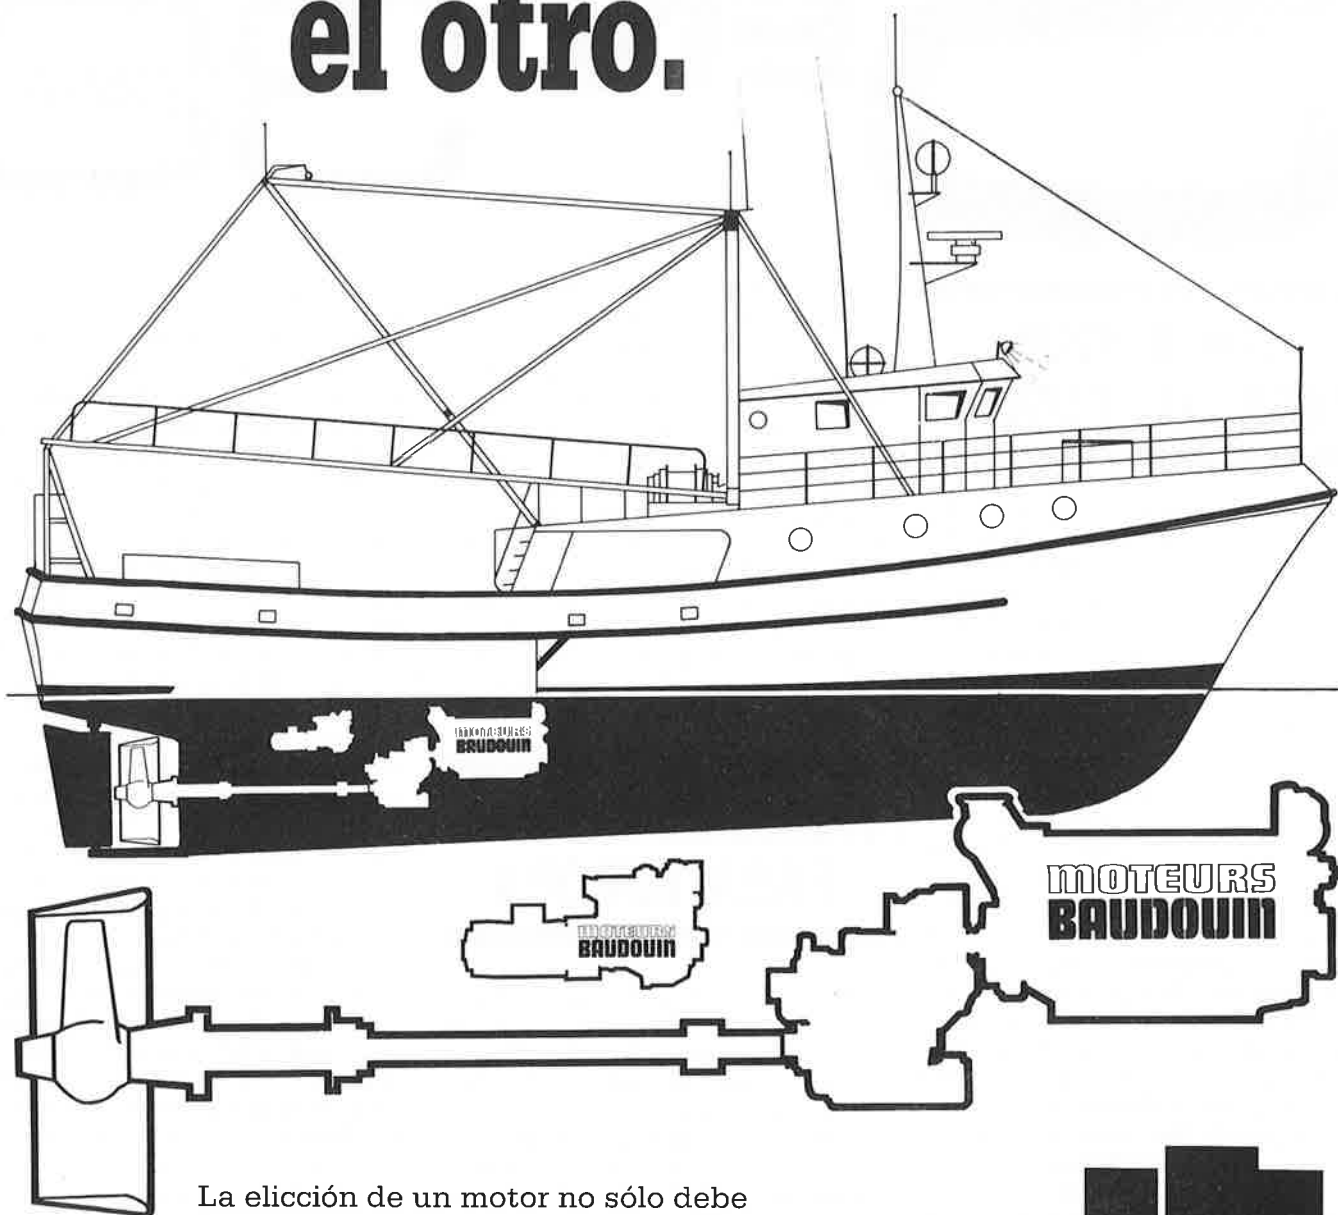 el otro.
MOTEURS
BAUDOUIN
MOTEURS
BAUDOUIN
MOTEURS
BAUDOUIN
La elicción de un motor no sólo debe